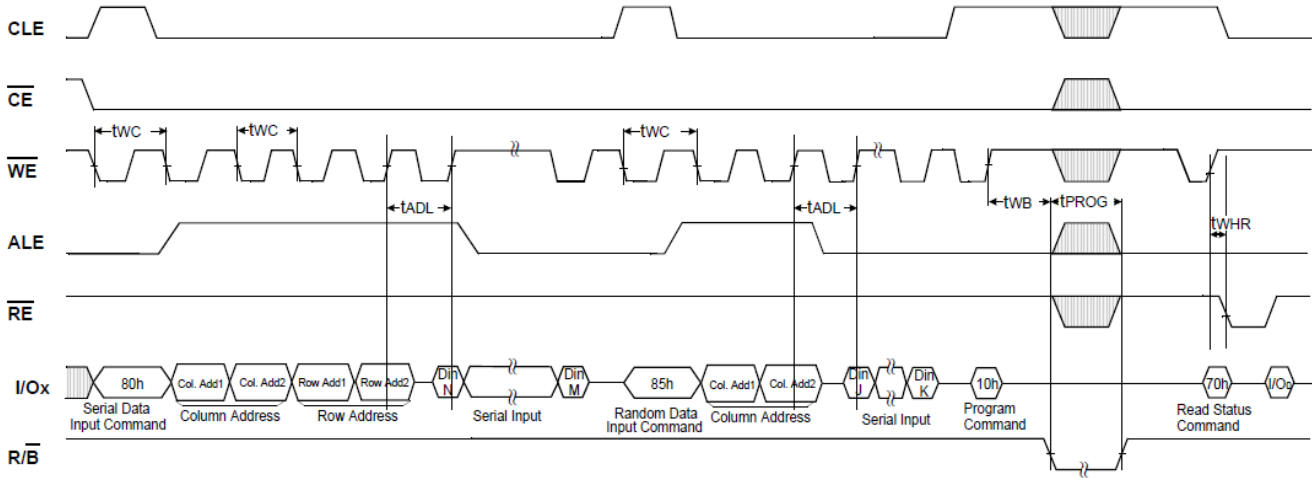 CLE
CE
tWC tWC tWC
WE
tADL tADL tWB tPROG
tWHR
ALE
RE
I/Ox 80h Col. Add1 Col. Add2 Row Add1 Row Add2 Din N Din M 85h Col. Add1 Col. Add2 Din J Din K 10h 70h I/O0
Serial Data Input Command
Column Address
Row Address
Serial Input
Random Data Input Command
Column Address
Serial Input
Program Command
Read Status Command
R/B